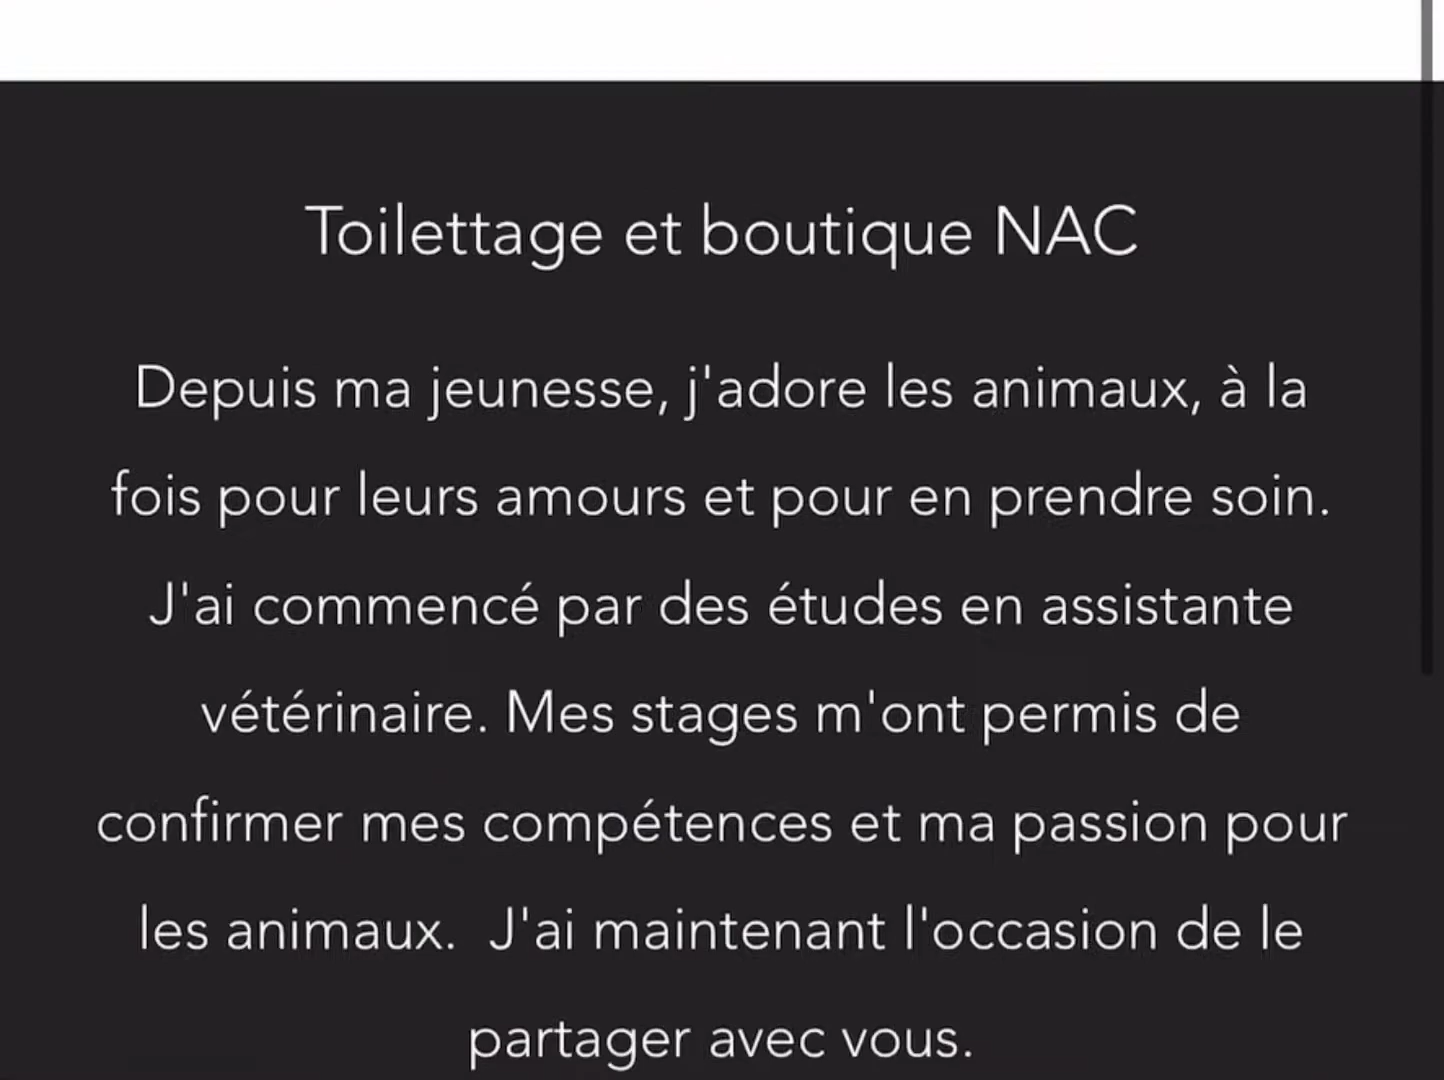 Toilettage et boutique NAC
Depuis ma jeunesse, j'adore les animaux, à la
fois pour leurs amours et pour en prendre soin.
J'ai commencé par des études en assistante
vétérinaire. Mes stages m'ont permis de
confirmer mes compétences et ma passion pour
les animaux.  J'ai maintenant l'occasion de le
partager avec vous.